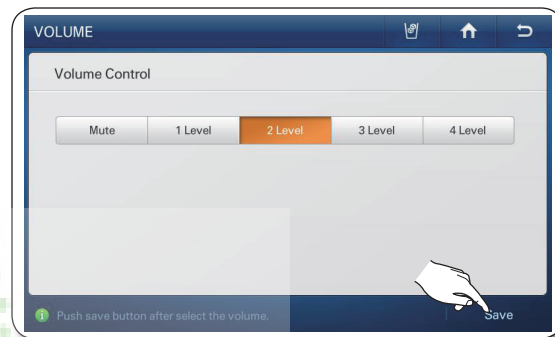 VOLUME
Volume Control
Mute 1 Level 2 Level 3 Level 4 Level
Push save button after select the volume. Save